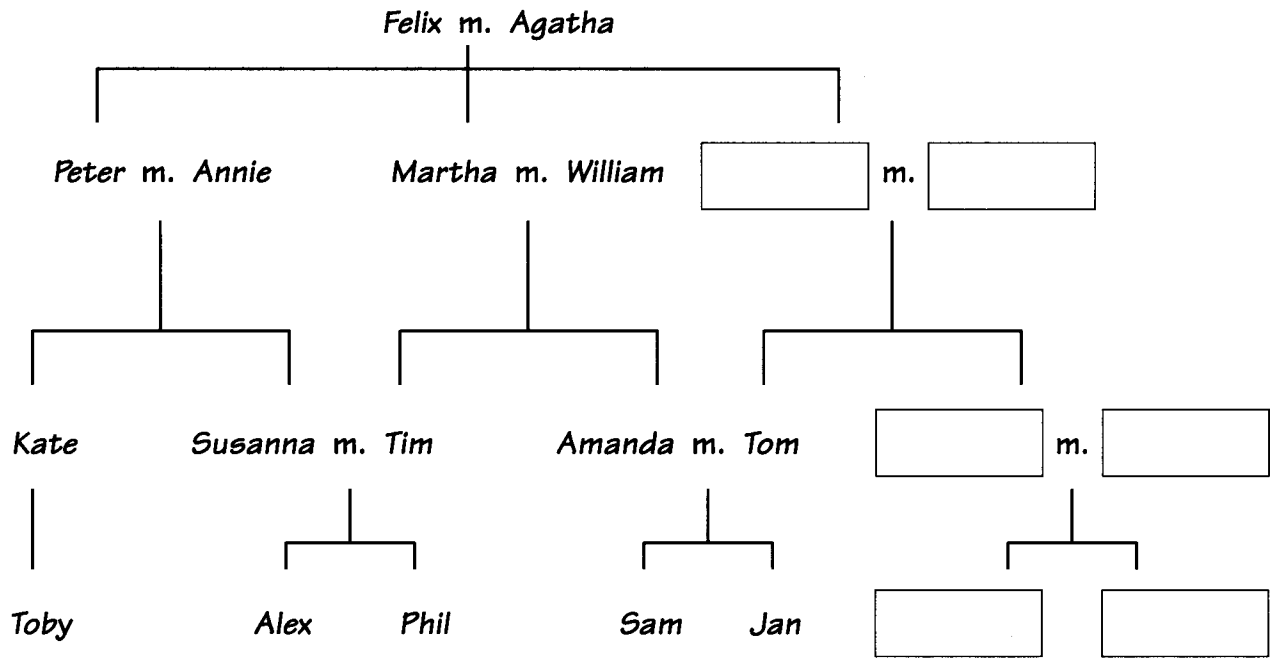 Felix m. Agatha
Peter m. Annie Martha m. William m.
Kate Susanna m. Tim Amanda m. Tom m.
Toby Alex Phil Sam Jan